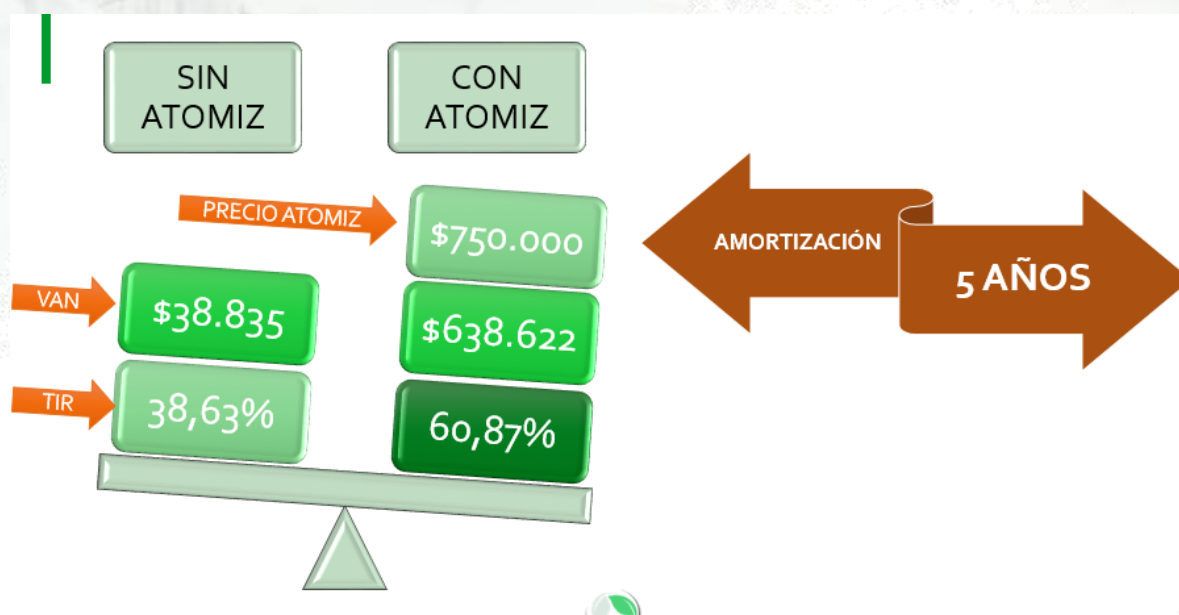 SIN
ATOMIZ
CON
ATOMIZ
PRECIO ATOMIZ
$750.000
AMORTIZACIÓN
5 AÑOS
VAN
$38.835
$638.622
TIR
38,63%
60,87%